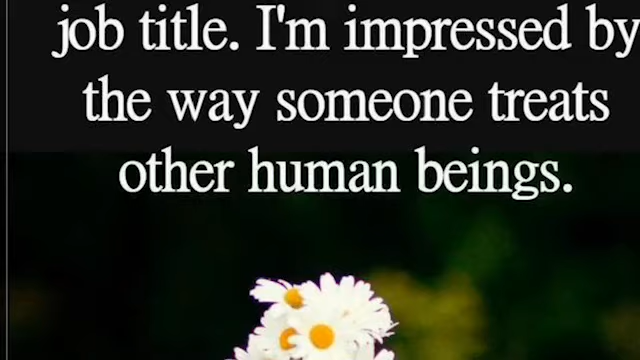 job title. I'm impressed by
the way someone treats
other human beings.